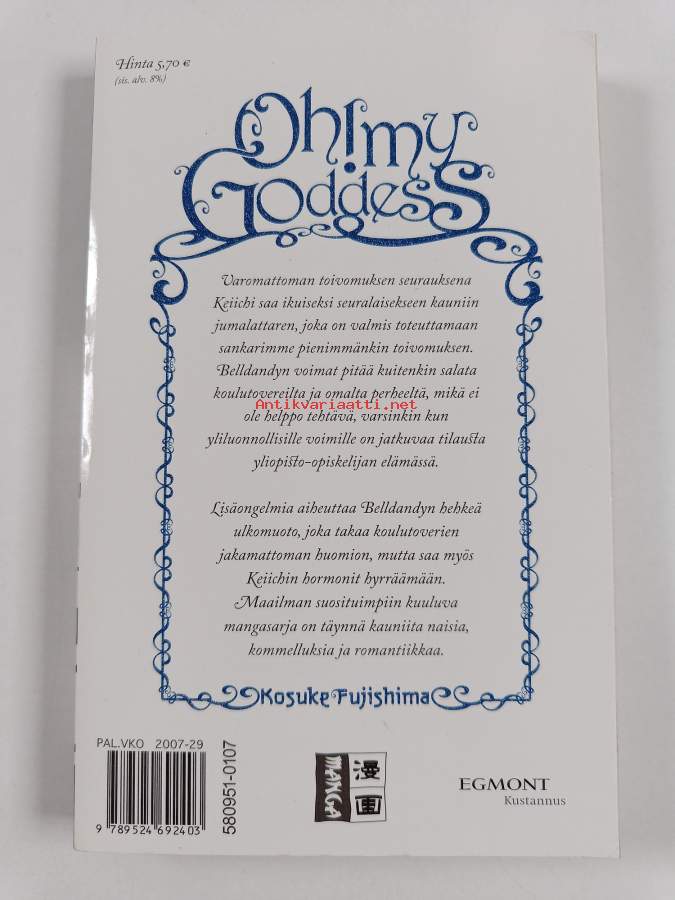 Hinta 5,70 €
(sis. alv. 8%)
Oh! my
Goddess
Varomattoman toivomuksen seurauksena
Keiichi saa ikuiseksi seuralaisekseen kauniin
jumalattaren, joka on valmis toteuttamaan
sankarimme pienimmänkin toivomuksen.
Belldandyn voimat pitää kuitenkin salata
koulutovereilta ja omalta perheeltä, mikä ei
Antikvariaatti.net
ole helppo tehtävä, varsinkin kun
yliluonnollisille voimille on jatkuvaa tilausta
yliopisto-opiskelijan elämässä.
Lisäongelmia aiheuttaa Belldandyn hehkeä
ulkomuoto, joka takaa koulutoverien
jakamattoman huomion, mutta saa myös
Keiichin hormonit hyrräämään.
Maailman suosituimpiin kuuluva
mangasarja on täynnä kauniita naisia,
kommelluksia ja romantiikkaa.
Kosuke Fujishima
PAL.VKO 2007-29
9 789524 692403
580951-0107
MANGA
漫画
EGMONT
Kustannus